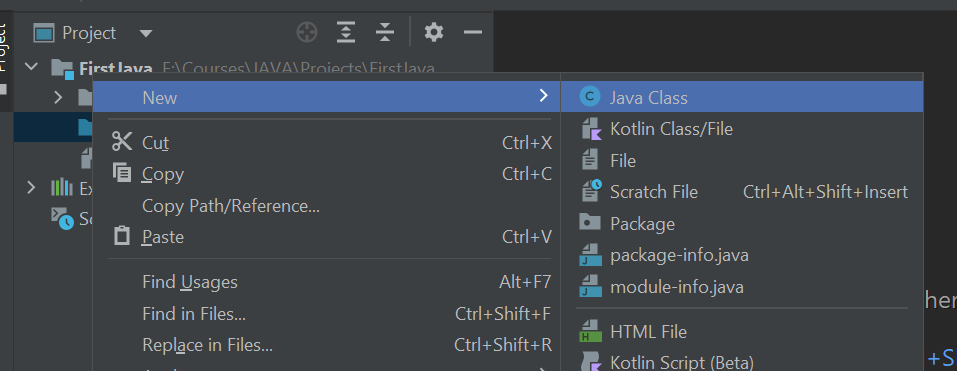 Project
Project
FirstJava F:\Courses\JAVA\Projects\FirstJava
New
Cut Ctrl+X
Copy Ctrl+C
Copy Path/Reference...
Paste Ctrl+V
Find Usages Alt+F7
Find in Files... Ctrl+Shift+F
Replace in Files... Ctrl+Shift+R
Java Class
Kotlin Class/File
File
Scratch File Ctrl+Alt+Shift+Insert
Package
package-info.java
module-info.java
HTML File
Kotlin Script (Beta)
Ex
Sc
her
+S